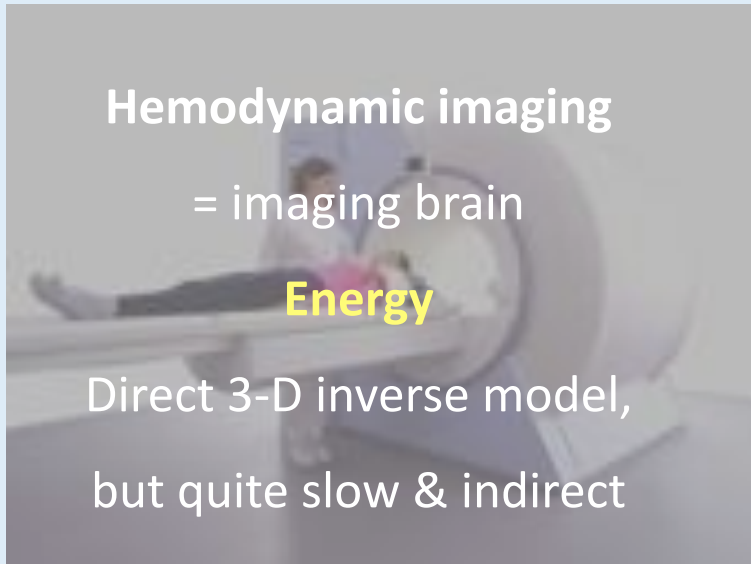 Hemodynamic imaging
= imaging brain
Energy
Direct 3-D inverse model,
but quite slow & indirect